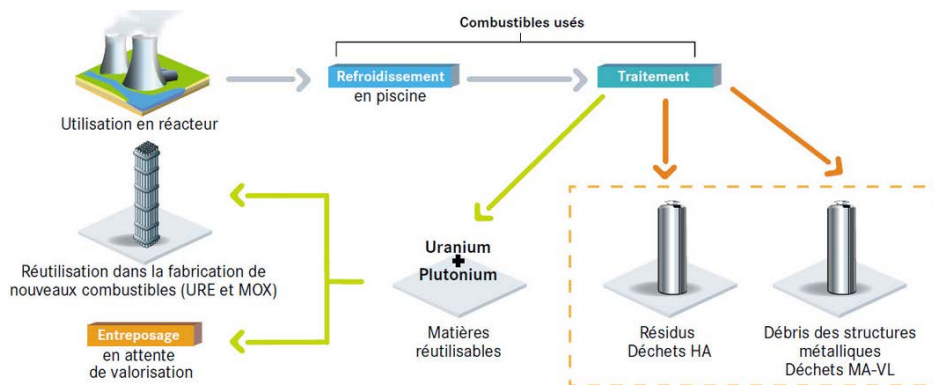 Combustibles usés
Refroidissement
en piscine
Traitement
Utilisation en réacteur
Uranium
+
Plutonium
Matières
réutilisables
Réutilisation dans la fabrication de
nouveaux combustibles (URE et MOX)
Entreposage
en attente
de valorisation
Résidus
Déchets HA
Débris des structures
métalliques
Déchets MA-VL